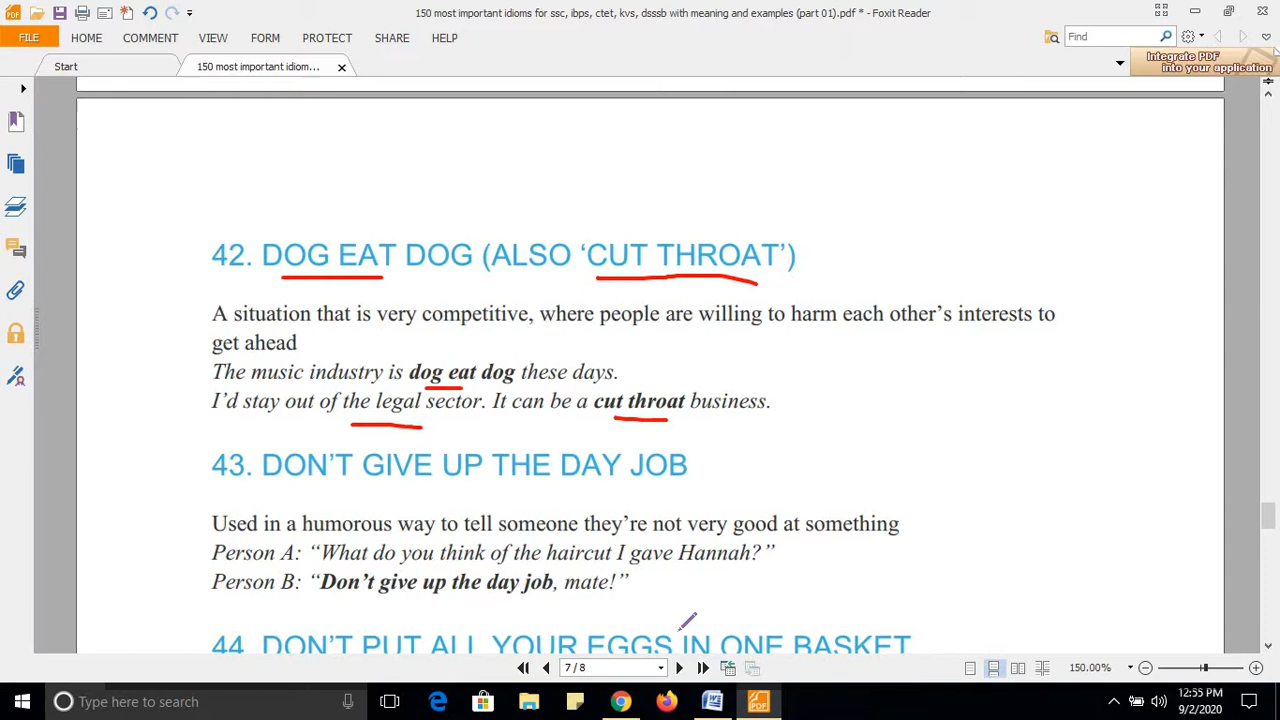 150 most important idioms for ssc, ibps, ctet, kvs, dsssb with meaning and exmples (part 01).pdf * - Foxit Reader
FILE HOME COMMENT VIEW FORM PROTECT SHARE HELP Find
Start 150 most important idiom... Integrate PDF
into your application
42. DOG EAT DOG (ALSO ‘CUT THROAT’)
A situation that is very competitive, where people are willing to harm each other’s interests to
get ahead
The music industry is dog eat dog these days.
I’d stay out of the legal sector. It can be a cut throat business.
43. DON’T GIVE UP THE DAY JOB
Used in a humorous way to tell someone they’re not very good at something
Person A: “What do you think of the haircut I gave Hannah?”
Person B: “Don’t give up the day job, mate!”
44. DON’T PUT ALL YOUR EGGS IN ONE BASKET
7 / 8 150.00%
Type here to search 12:55 PM
9/2/2020